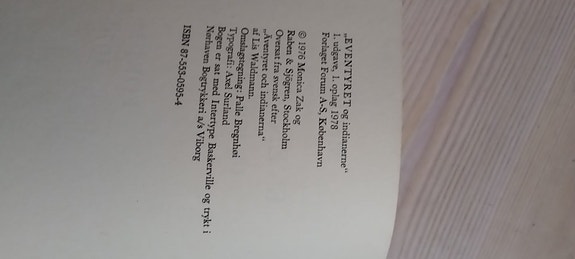 „EVENTYRET og indianerne“
1. udgave, 1. oplag 1978
Forlaget Forum A-S, København
© 1976 Monica Zak og
Rabén & Sjögren, Stockholm
Oversat fra svensk efter
„Äventyret och indianerna“
af Lis Waldmann.
Omslagstegning: Palle Bregnhøi
Typografi: Axel Surland
Bogen er sat med Intertype Baskerville og trykt i
Nørhaven Bogtrykkeri a/s Viborg
ISBN 87-553-0595-4